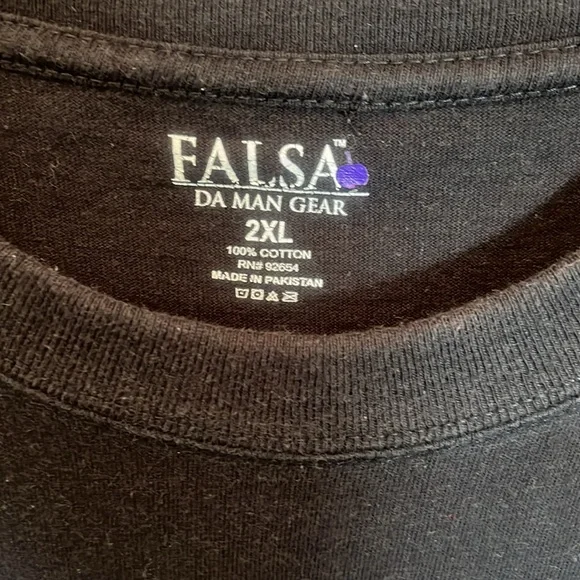 FALSA™
DA MAN GEAR
2XL
100% COTTON
RN# 92654
MADE IN PAKISTAN